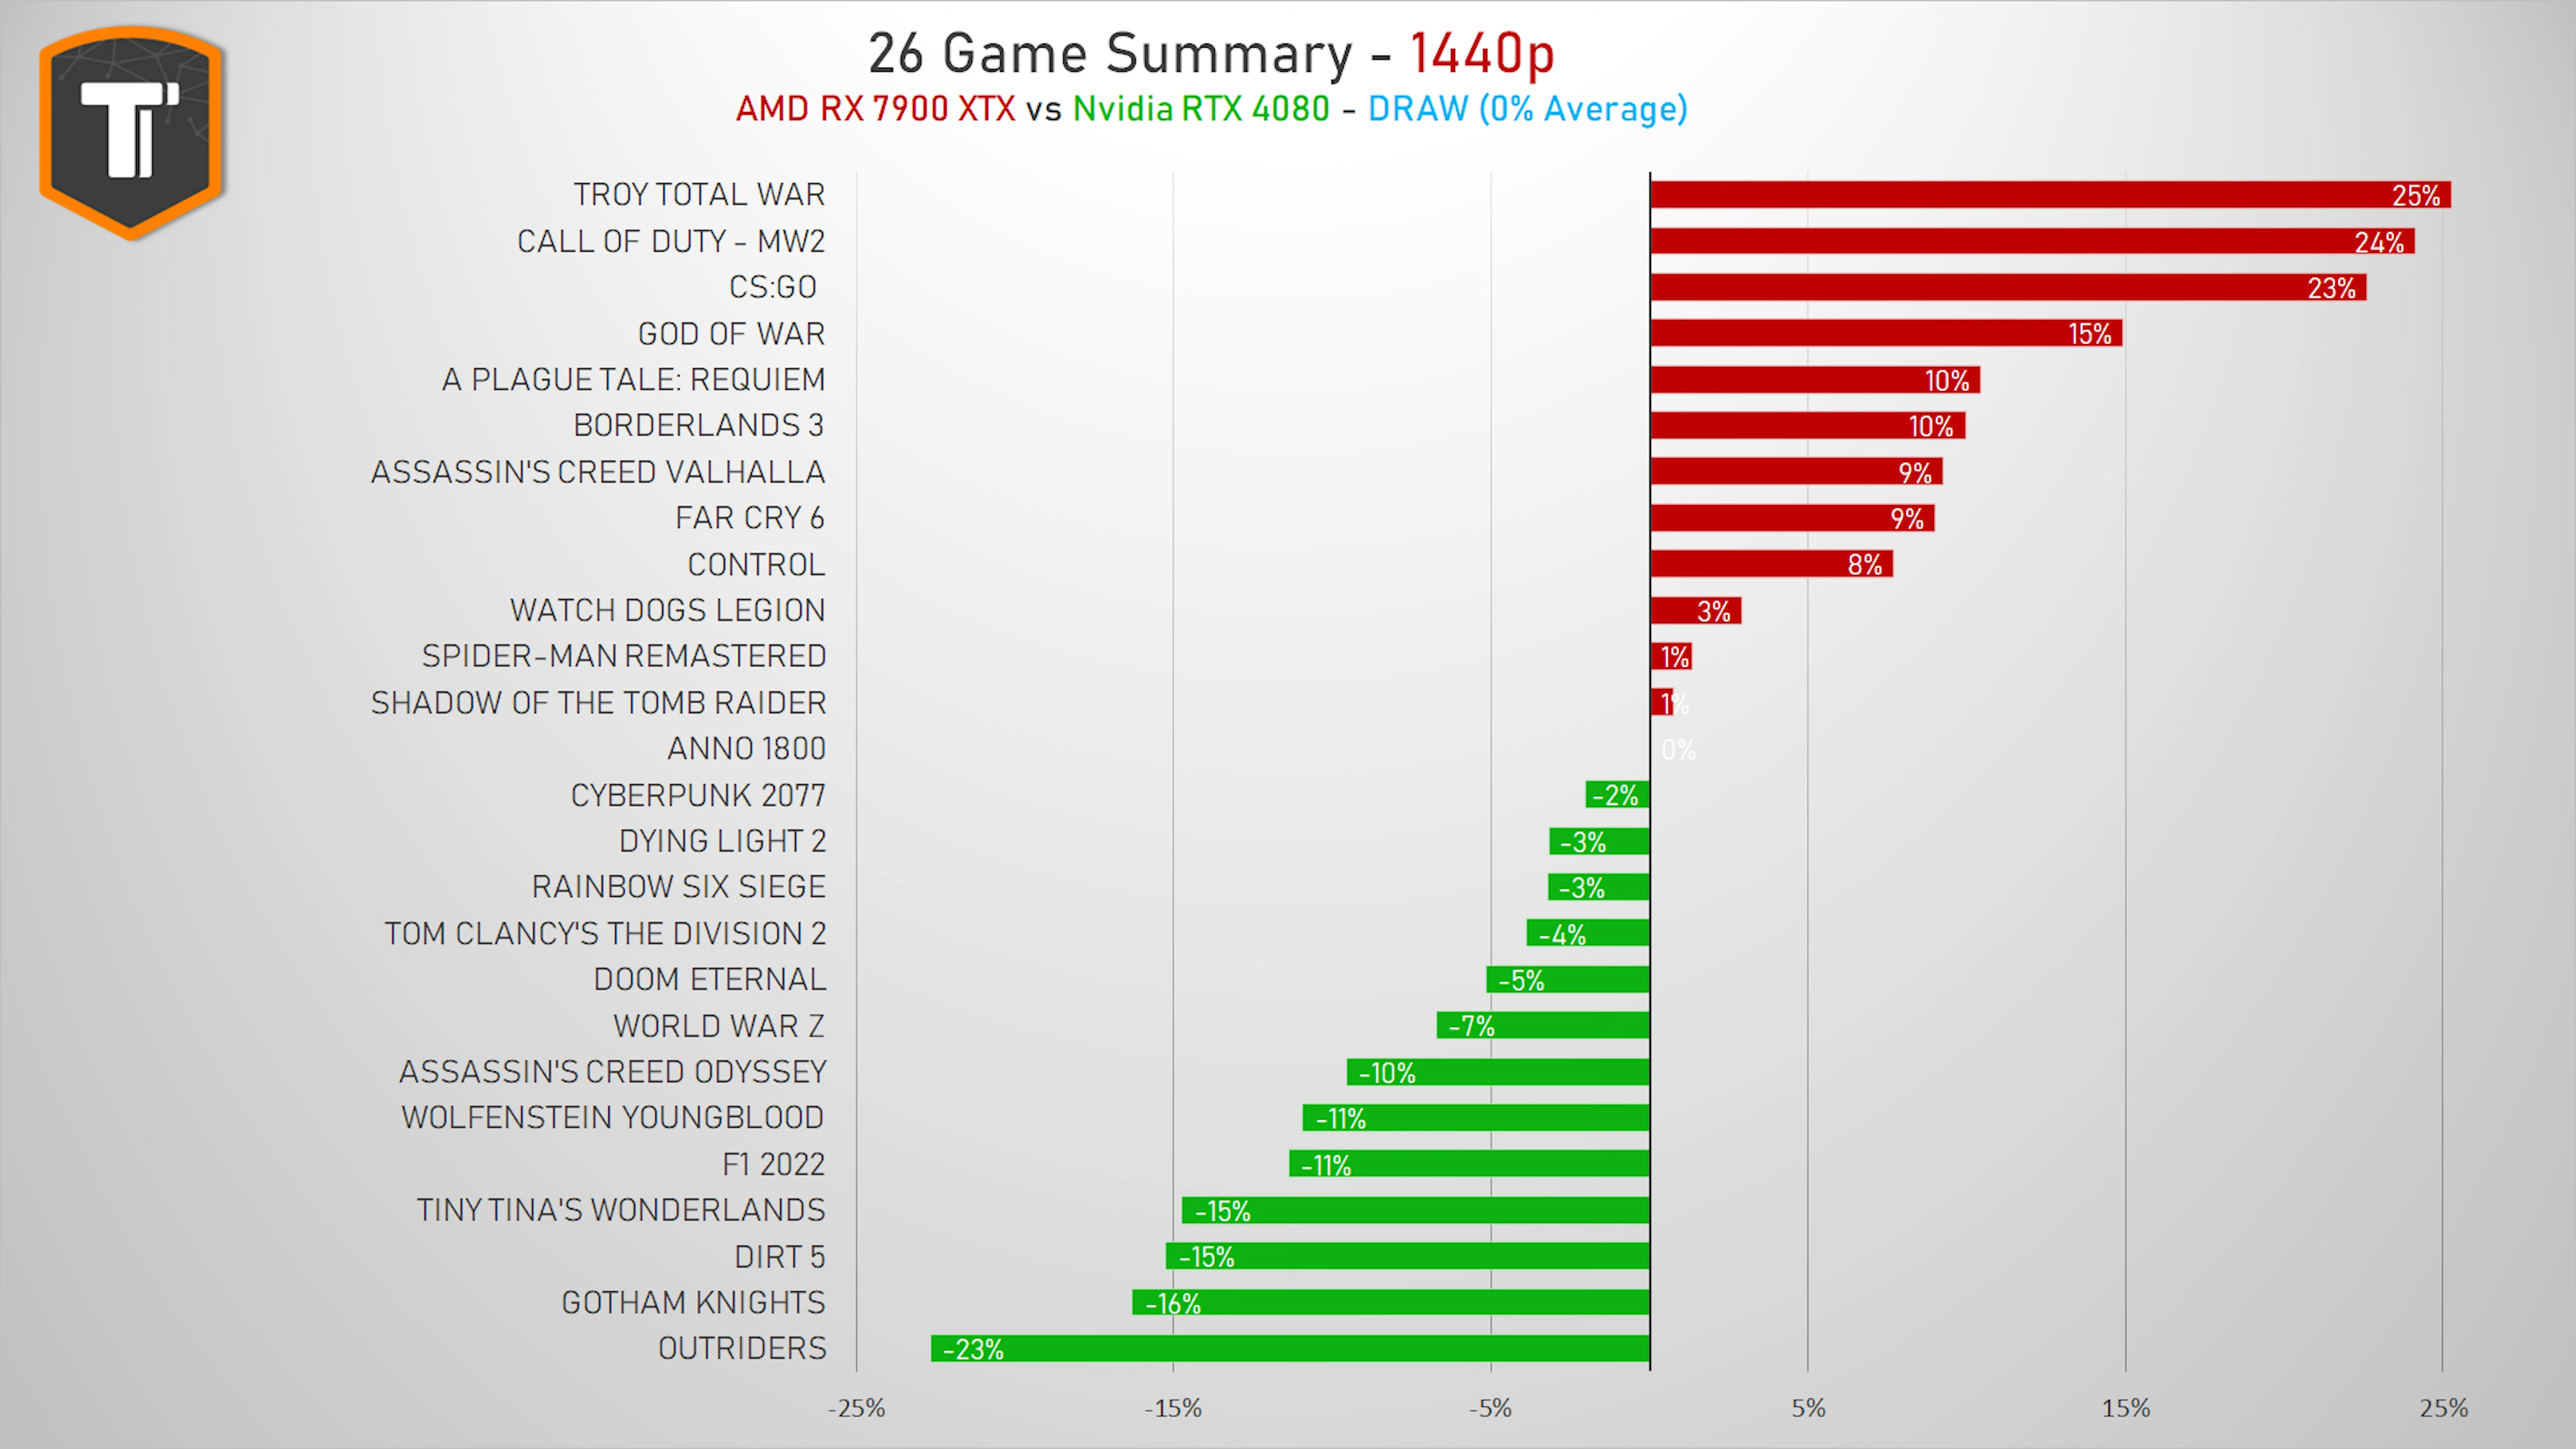 26 Game Summary - 1440p
AMD RX 7900 XTX vs Nvidia RTX 4080 - DRAW (0% Average)
TROY TOTAL WAR 25%
CALL OF DUTY - MW2 24%
CS:GO 23%
GOD OF WAR 15%
A PLAGUE TALE: REQUIEM 10%
BORDERLANDS 3 10%
ASSASSIN'S CREED VALHALLA 9%
FAR CRY 6 9%
CONTROL 8%
WATCH DOGS LEGION 3%
SPIDER-MAN REMASTERED 1%
SHADOW OF THE TOMB RAIDER 1%
ANNO 1800 0%
CYBERPUNK 2077 -2%
DYING LIGHT 2 -3%
RAINBOW SIX SIEGE -3%
TOM CLANCY'S THE DIVISION 2 -4%
DOOM ETERNAL -5%
WORLD WAR Z -7%
ASSASSIN'S CREED ODYSSEY -10%
WOLFENSTEIN YOUNGBLOOD -11%
F1 2022 -11%
TINY TINA'S WONDERLANDS -15%
DIRT 5 -15%
GOTHAM KNIGHTS -16%
OUTRIDERS -23%
-25% -15% -5% 5% 15% 25%